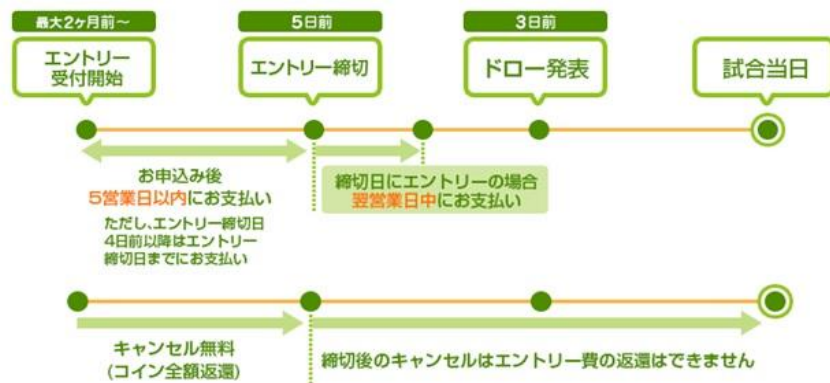 最大2ヶ月前～
エントリー
受付開始
5日前
エントリー締切
3日前
ドロー発表
試合当日
お申込み後
5営業日以内にお支払い
ただし、エントリー締切日
4日前以降はエントリー
締切日までにお支払い
締切日にエントリーの場合
翌営業日中にお支払い
キャンセル無料
(コイン全額返還)
締切後のキャンセルはエントリー費の返還はできません